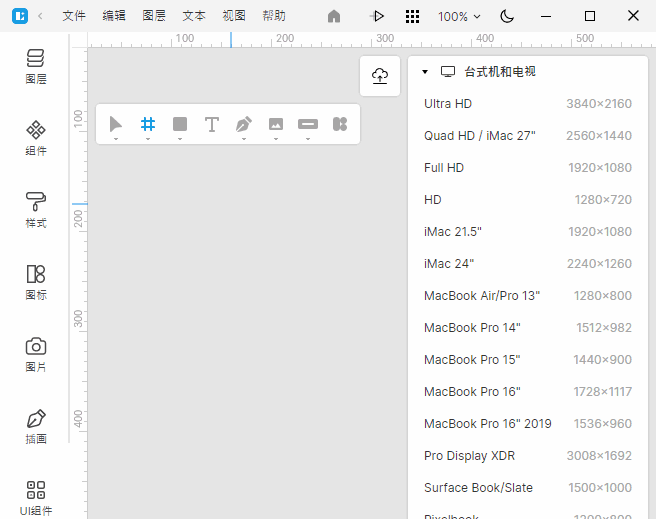 文件 编辑 图层 文本 视图 帮助 100%
100 200 300 400 500
图层
组件
样式
图标
图片
插画
UI组件
100
200
300
400
台式机和电视
Ultra HD 3840×2160
Quad HD / iMac 27" 2560×1440
Full HD 1920×1080
HD 1280×720
iMac 21.5" 1920×1080
iMac 24" 2240×1260
MacBook Air/Pro 13" 1280×800
MacBook Pro 14" 1512×982
MacBook Pro 15" 1440×900
MacBook Pro 16" 1728×1117
MacBook Pro 16" 2019 1536×960
Pro Display XDR 3008×1692
Surface Book/Slate 1500×1000